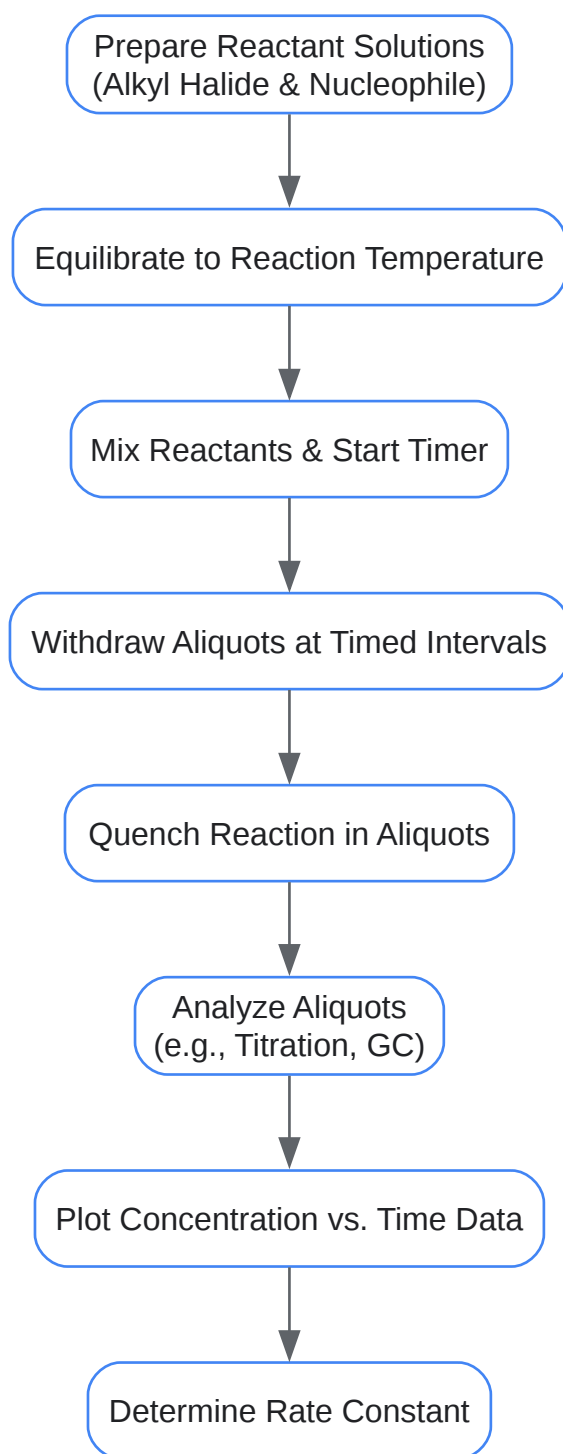 Prepare Reactant Solutions
(Alkyl Halide & Nucleophile)
Equilibrate to Reaction Temperature
Mix Reactants & Start Timer
Withdraw Aliquots at Timed Intervals
Quench Reaction in Aliquots
Analyze Aliquots
(e.g., Titration, GC)
Plot Concentration vs. Time Data
Determine Rate Constant